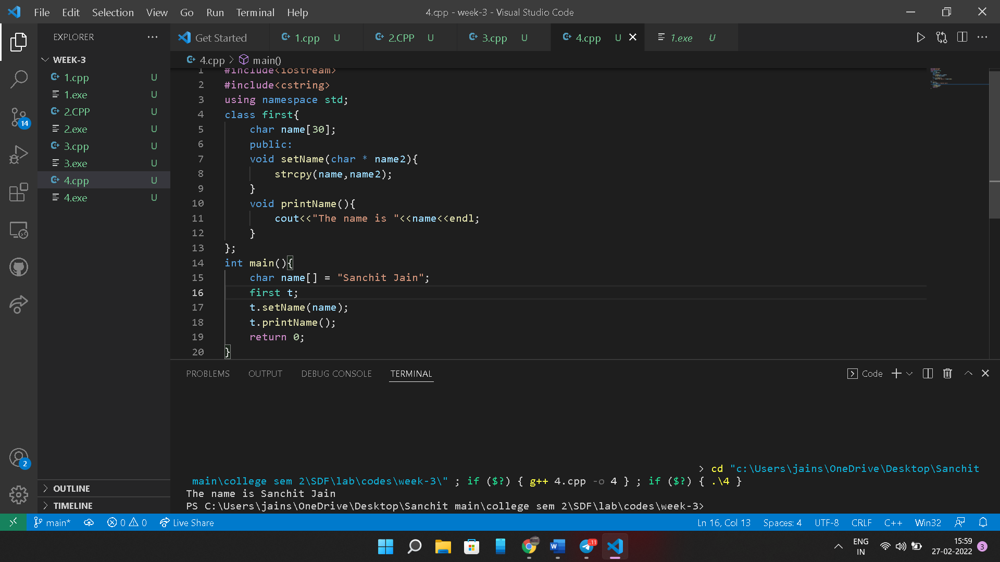 File Edit Selection View Go Run Terminal Help
4.cpp - week-3 - Visual Studio Code
EXPLORER
Get Started
1.cpp U
2.CPP U
3.cpp U
4.cpp U
1.exe U
WEEK-3
1.cpp U
1.exe U
2.CPP U
2.exe U
3.cpp U
3.exe U
4.cpp U
4.exe U
14
2
OUTLINE
TIMELINE
4.cpp > main()
1 #include<iostream>
2 #include<cstring>
3 using namespace std;
4 class first{
5 char name[30];
6 public:
7 void setName(char * name2){
8 strcpy(name,name2);
9 }
10 void printName(){
11 cout<<"The name is "<<name<<endl;
12 }
13 };
14 int main(){
15 char name[] = "Sanchit Jain";
16 first t;
17 t.setName(name);
18 t.printName();
19 return 0;
20 }
PROBLEMS OUTPUT DEBUG CONSOLE TERMINAL
Code
> cd "c:\Users\jains\OneDrive\Desktop\Sanchit
main\college sem 2\SDF\lab\codes\week-3\" ; if ($?) { g++ 4.cpp -o 4 } ; if ($?) { .\4 }
The name is Sanchit Jain
PS C:\Users\jains\OneDrive\Desktop\Sanchit main\college sem 2\SDF\lab\codes\week-3>
main* 0 0 Live Share
Ln 16, Col 13 Spaces: 4 UTF-8 CRLF C++ Win32
W
11
ENG
IN
15:59
27-02-2022
3